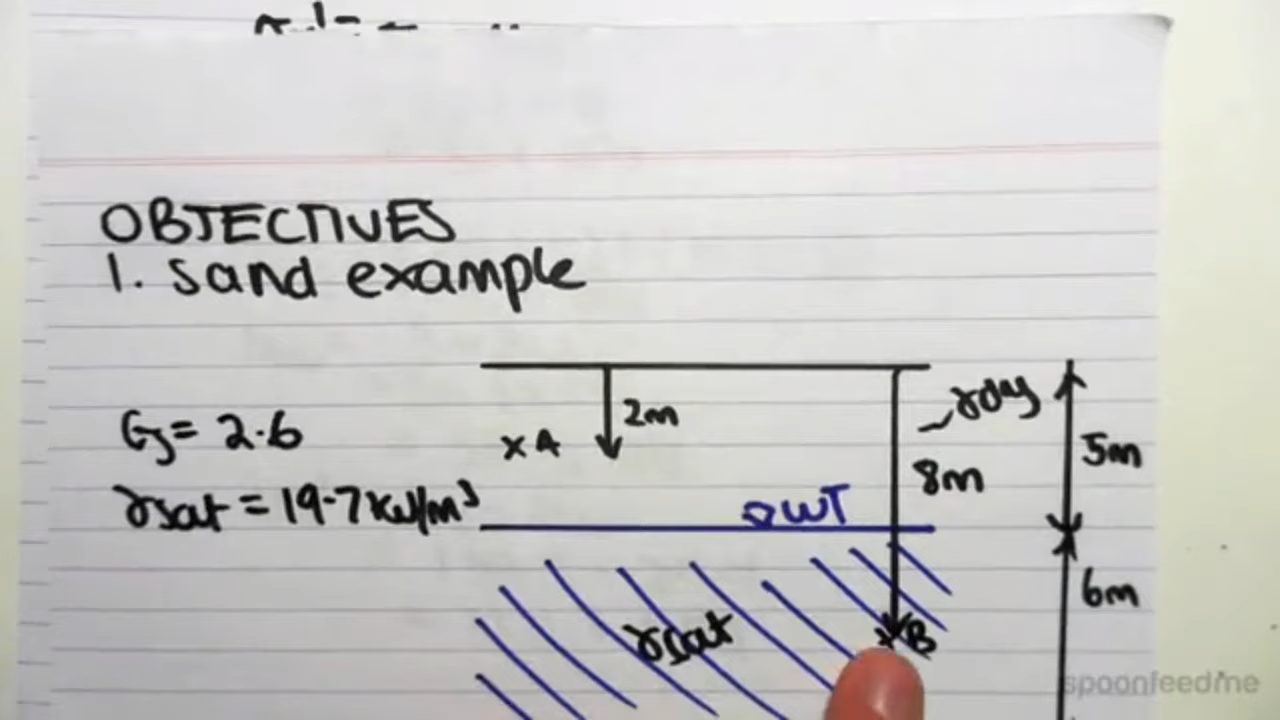 OBJECTIVES
1. Sand example
Gs = 2.6
γsat = 19.7 kN/m³
2m
x A
γdry
8m
5m
WT
6m
γsat
x B
spoonfeedme